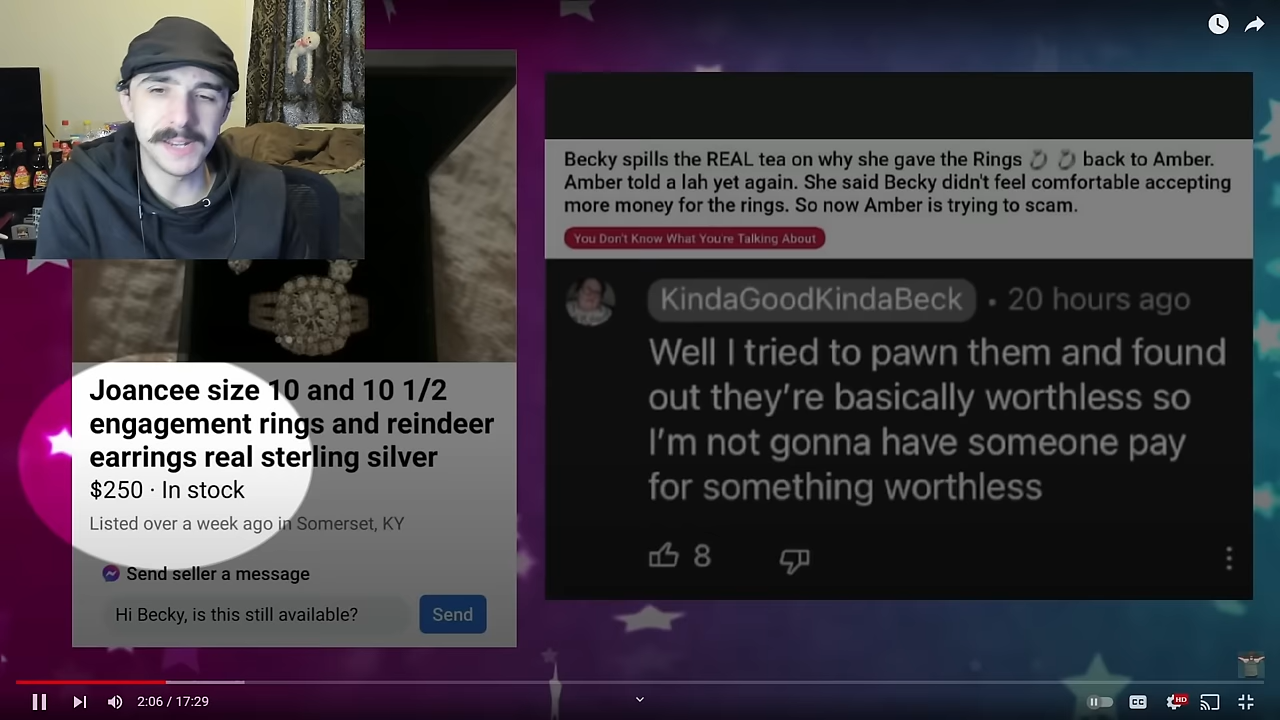 Becky spills the REAL tea on why she gave the Rings 💍 💍 back to Amber.
Amber told a lah yet again. She said Becky didn't feel comfortable accepting
more money for the rings. So now Amber is trying to scam.
You Don't Know What You're Talking About
KindaGoodKindaBeck • 20 hours ago
Well I tried to pawn them and found
out they're basically worthless so
I'm not gonna have someone pay
for something worthless
8
Joancee size 10 and 10 1/2
engagement rings and reindeer
earrings real sterling silver
$250 · In stock
Listed over a week ago in Somerset, KY
Send seller a message
Hi Becky, is this still available?
Send
2:06 / 17:29
CC
HD